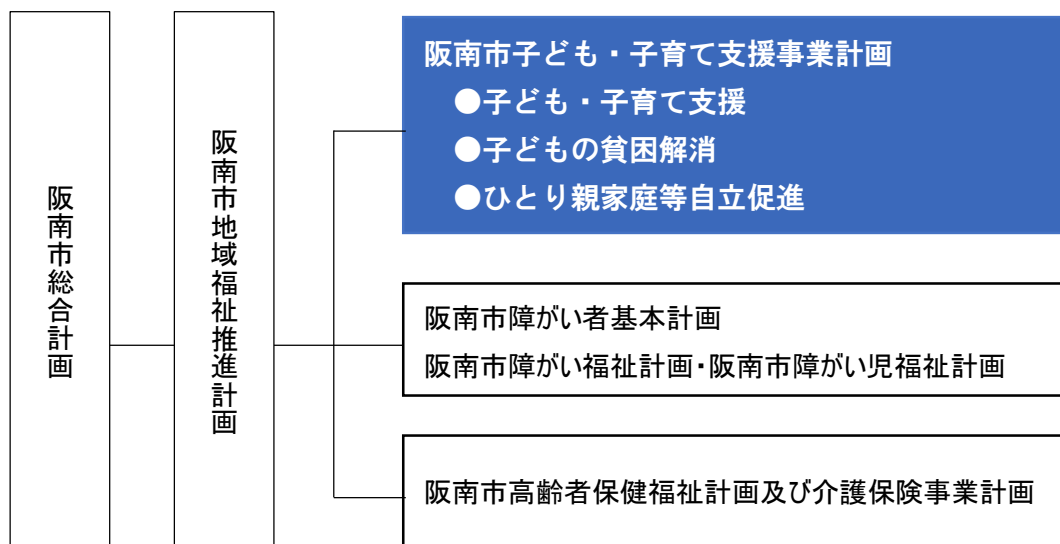 阪南市総合計画
阪南市地域福祉推進計画
阪南市子ども・子育て支援事業計画
●子ども・子育て支援
●子どもの貧困解消
●ひとり親家庭等自立促進
阪南市障がい者基本計画
阪南市障がい福祉計画・阪南市障がい児福祉計画
阪南市高齢者保健福祉計画及び介護保険事業計画